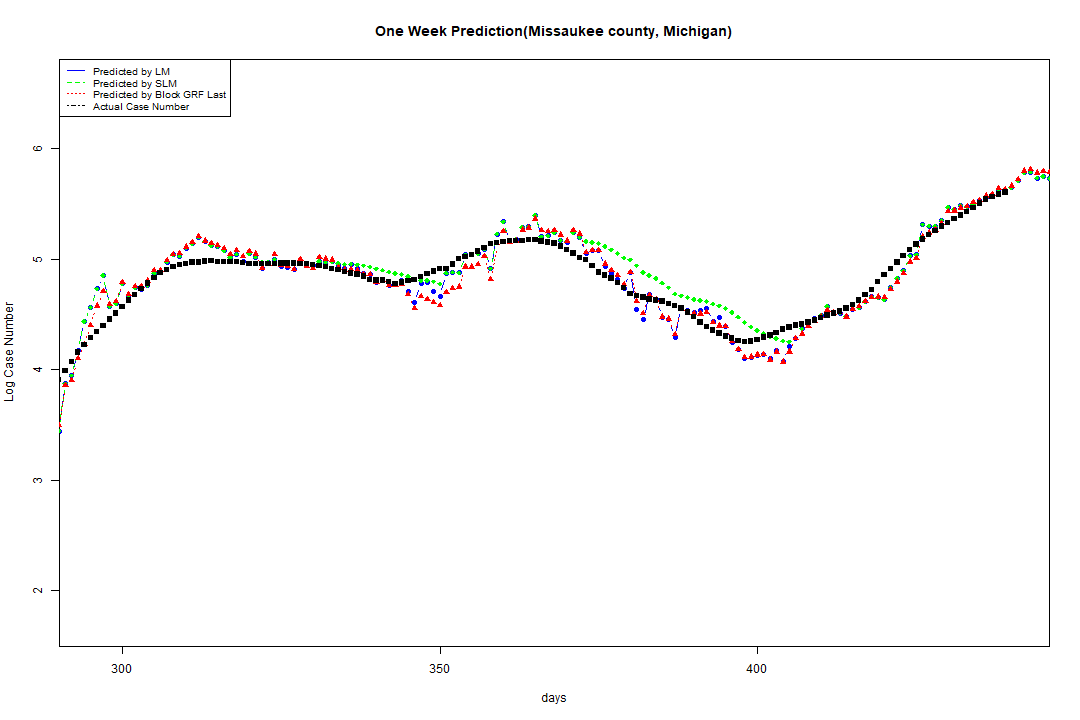 One Week Prediction(Missaukee county, Michigan)
Predicted by LM
Predicted by SLM
Predicted by Block GRF Last
Actual Case Number
6
5
4
3
2
Log Case Number
300 350 400
days